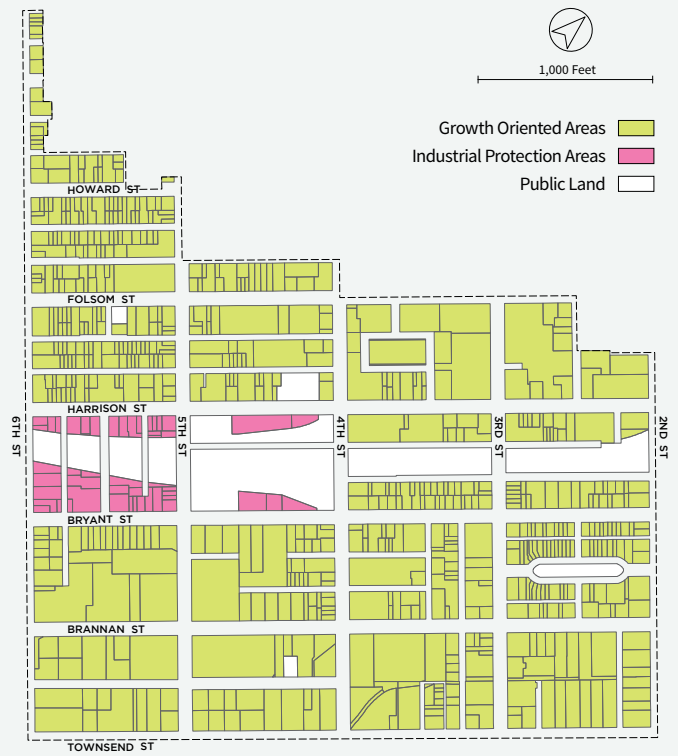 1,000 Feet
Growth Oriented Areas
Industrial Protection Areas
Public Land
HOWARD ST
FOLSOM ST
HARRISON ST
6TH ST
5TH ST
4TH ST
3RD ST
2ND ST
BRYANT ST
BRANNAN ST
TOWNSEND ST